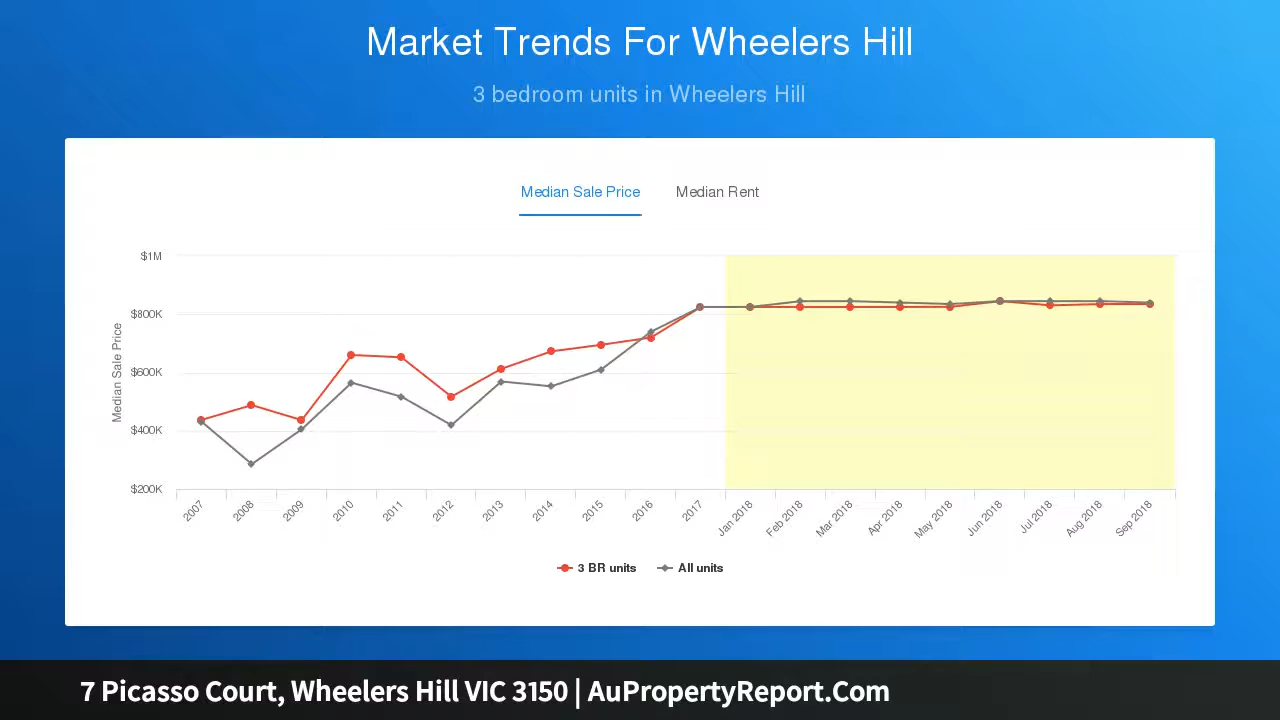 Market Trends For Wheelers Hill
3 bedroom units in Wheelers Hill
Median Sale Price Median Rent
$1M
$800K
$600K
$400K
$200K
Median Sale Price
2007 2008 2009 2010 2011 2012 2013 2014 2015 2016 2017 Jan 2018 Feb 2018 Mar 2018 Apr 2018 May 2018 Jun 2018 Jul 2018 Aug 2018 Sep 2018
3 BR units All units
7 Picasso Court, Wheelers Hill VIC 3150 | AuPropertyReport.Com